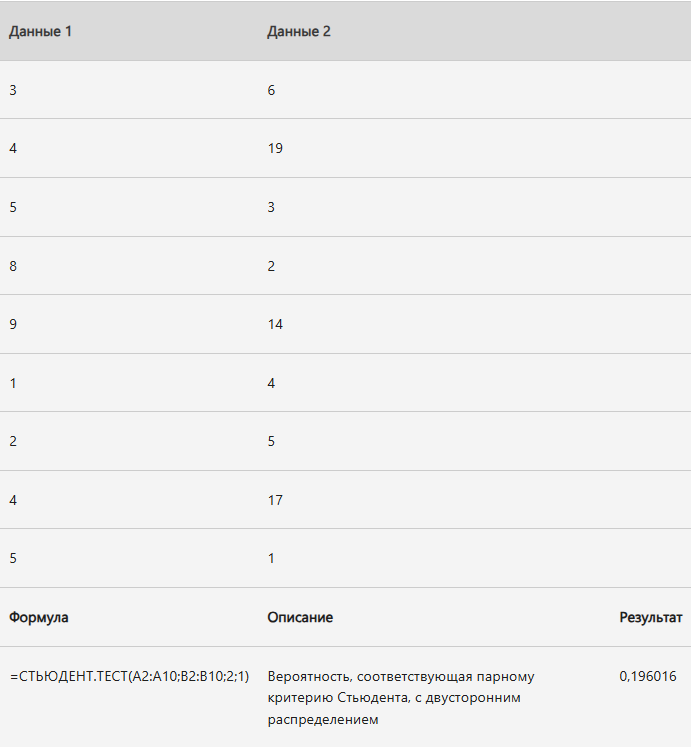 Данные 1 Данные 2
3 6
4 19
5 3
8 2
9 14
1 4
2 5
4 17
5 1
Формула Описание Результат
=СТЬЮДЕНТ.ТЕСТ(A2:A10;B2:B10;2;1) Вероятность, соответствующая парному 0,196016
критерию Стьюдента, с двусторонним
распределением